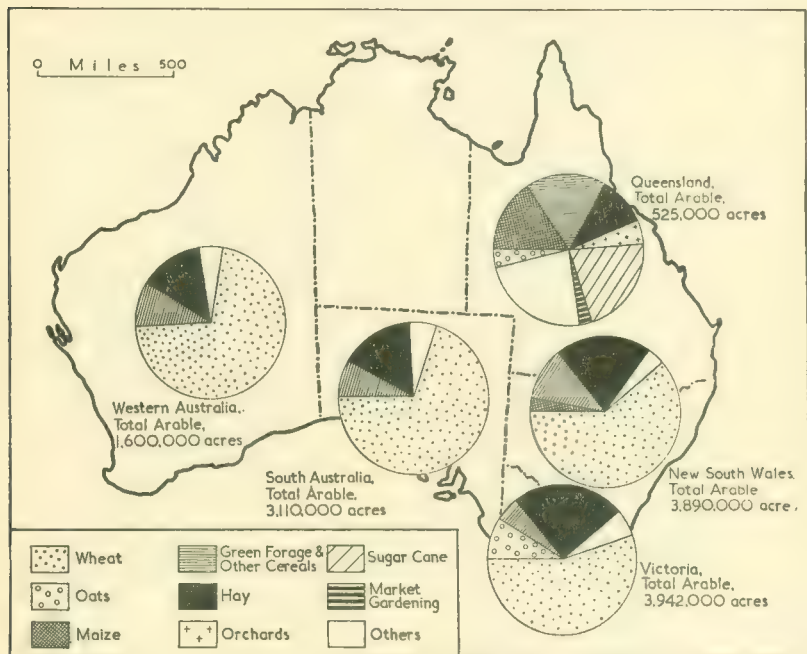 0 Miles 500
Queensland,
Total Arable,
525,000 acres
Western Australia,
Total Arable,
1,600,000 acres
South Australia,
Total Arable.
3,110,000 acres
New South Wales.
Total Arable
3,890,000 acre.
Victoria,
Total Arable,
3,942,000 acres
Wheat
Green Forage &
Other Cereals
Sugar Cane
Oats
Hay
Market
Gardening
Maize
Orchards
Others